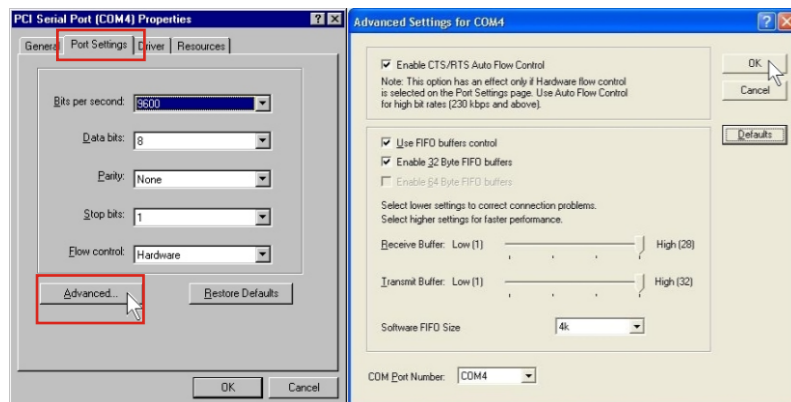 PCI Serial Port (COM4) Properties
General Port Settings Driver Resources
Bits per second: 9600
Data bits: 8
Parity: None
Stop bits: 1
Flow control: Hardware
Advanced... Restore Defaults
OK Cancel
Advanced Settings for COM4
Enable CTS/RTS Auto Flow Control
Note: This option has an effect only if Hardware flow control
is selected on the Port Settings page. Use Auto Flow Control
for high bit rates (230 kbps and above).
OK
Cancel
Defaults
Use FIFO buffers control
Enable 32 Byte FIFO buffers
Enable 64 Byte FIFO buffers
Select lower settings to correct connection problems.
Select higher settings for faster performance.
Receive Buffer: Low (1) High (28)
Transmit Buffer: Low (1) High (32)
Software FIFO Size 4k
COM Port Number: COM4